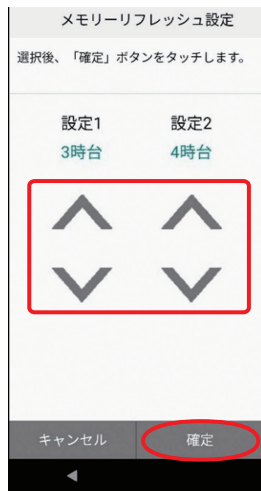 メモリーリフレッシュ設定
選択後、「確定」ボタンをタッチします。
設定1 設定2
3時台 4時台
キャンセル 確定